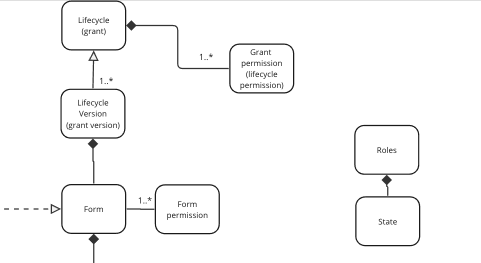 Lifecycle
(grant)
1..*
Grant
permission
(lifecycle
permission)
1..*
Lifecycle
Version
(grant version)
Roles
Form
1..*
Form
permission
State